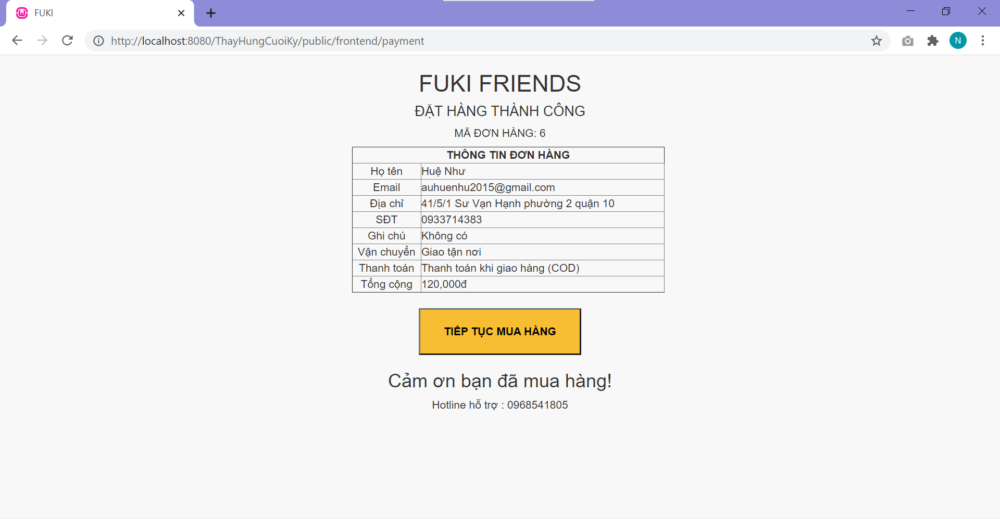 FUKI
http://localhost:8080/ThayHungCuoiKy/public/frontend/payment
N
FUKI FRIENDS
ĐẶT HÀNG THÀNH CÔNG
MÃ ĐƠN HÀNG: 6
THÔNG TIN ĐƠN HÀNG
Họ tên Huệ Như
Email auhuenhu2015@gmail.com
Địa chỉ 41/5/1 Sư Vạn Hạnh phường 2 quận 10
SĐT 0933714383
Ghi chú Không có
Vận chuyển Giao tận nơi
Thanh toán Thanh toán khi giao hàng (COD)
Tổng cộng 120,000đ
TIẾP TỤC MUA HÀNG
Cảm ơn bạn đã mua hàng!
Hotline hỗ trợ : 0968541805